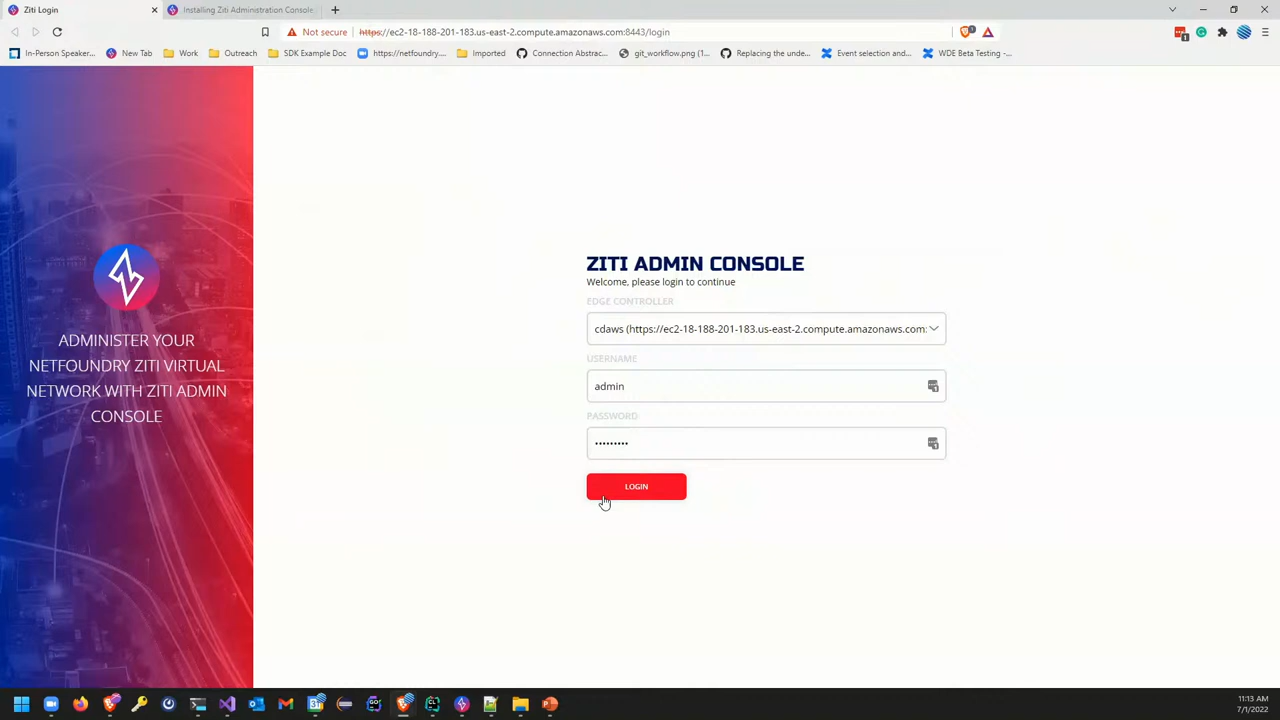 Ziti Login
Installing Ziti Administration Console
Not secure
https://ec2-18-188-201-183.us-east-2.compute.amazonaws.com:8443/login
In-Person Speaker...
New Tab
Work
Outreach
SDK Example Doc
https://netfoundry....
Imported
Connection Abstrac...
git_workflow.png (1...
Replacing the unde...
Event selection and...
WDE Beta Testing -...
ADMINISTER YOUR
NETFOUNDRY ZITI VIRTUAL
NETWORK WITH ZITI ADMIN
CONSOLE
ZITI ADMIN CONSOLE
Welcome, please login to continue
EDGE CONTROLLER
cdaws (https://ec2-18-188-201-183.us-east-2.compute.amazonaws.com:
USERNAME
admin
PASSWORD
•••••••••
LOGIN
11:13 AM
7/1/2022